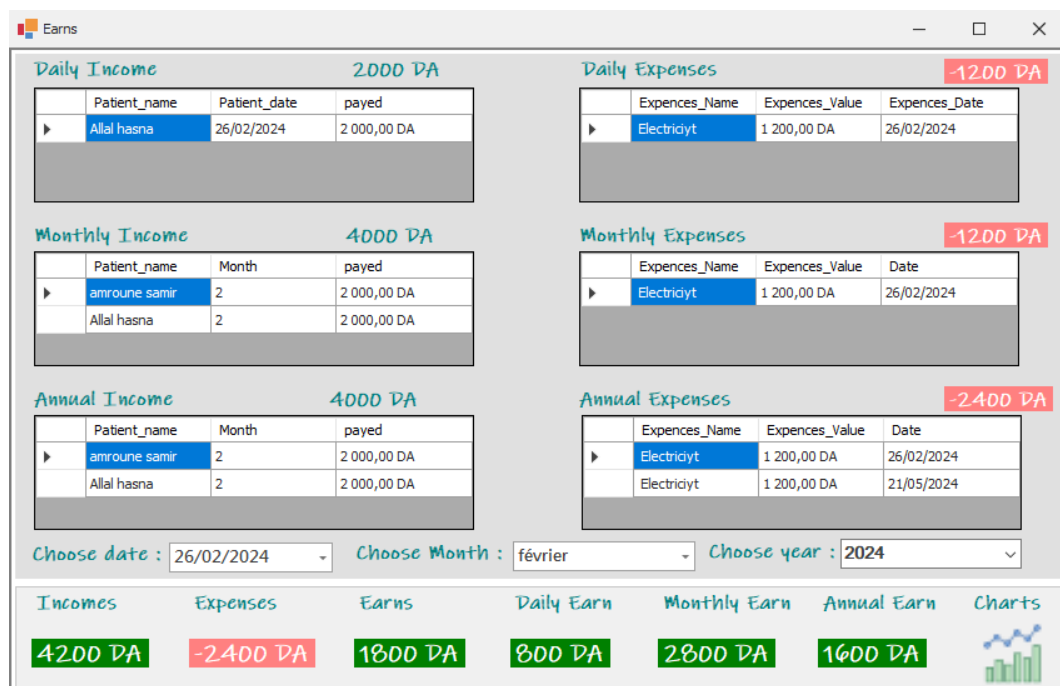 Earns
Daily Income 2000 DA
Patient_name Patient_date payed
Allal hasna 26/02/2024 2 000,00 DA
Daily Expenses -1200 DA
Expences_Name Expences_Value Expences_Date
Electriciyt 1 200,00 DA 26/02/2024
Monthly Income 4000 DA
Patient_name Month payed
amroune samir 2 2 000,00 DA
Allal hasna 2 2 000,00 DA
Monthly Expenses -1200 DA
Expences_Name Expences_Value Date
Electriciyt 1 200,00 DA 26/02/2024
Annual Income 4000 DA
Patient_name Month payed
amroune samir 2 2 000,00 DA
Allal hasna 2 2 000,00 DA
Annual Expenses -2400 DA
Expences_Name Expences_Value Date
Electriciyt 1 200,00 DA 26/02/2024
Electriciyt 1 200,00 DA 21/05/2024
Choose date : 26/02/2024 Choose Month : février Choose year : 2024
Incomes Expenses Earns Daily Earn Monthly Earn Annual Earn Charts
4200 DA -2400 DA 1800 DA 800 DA 2800 DA 1600 DA